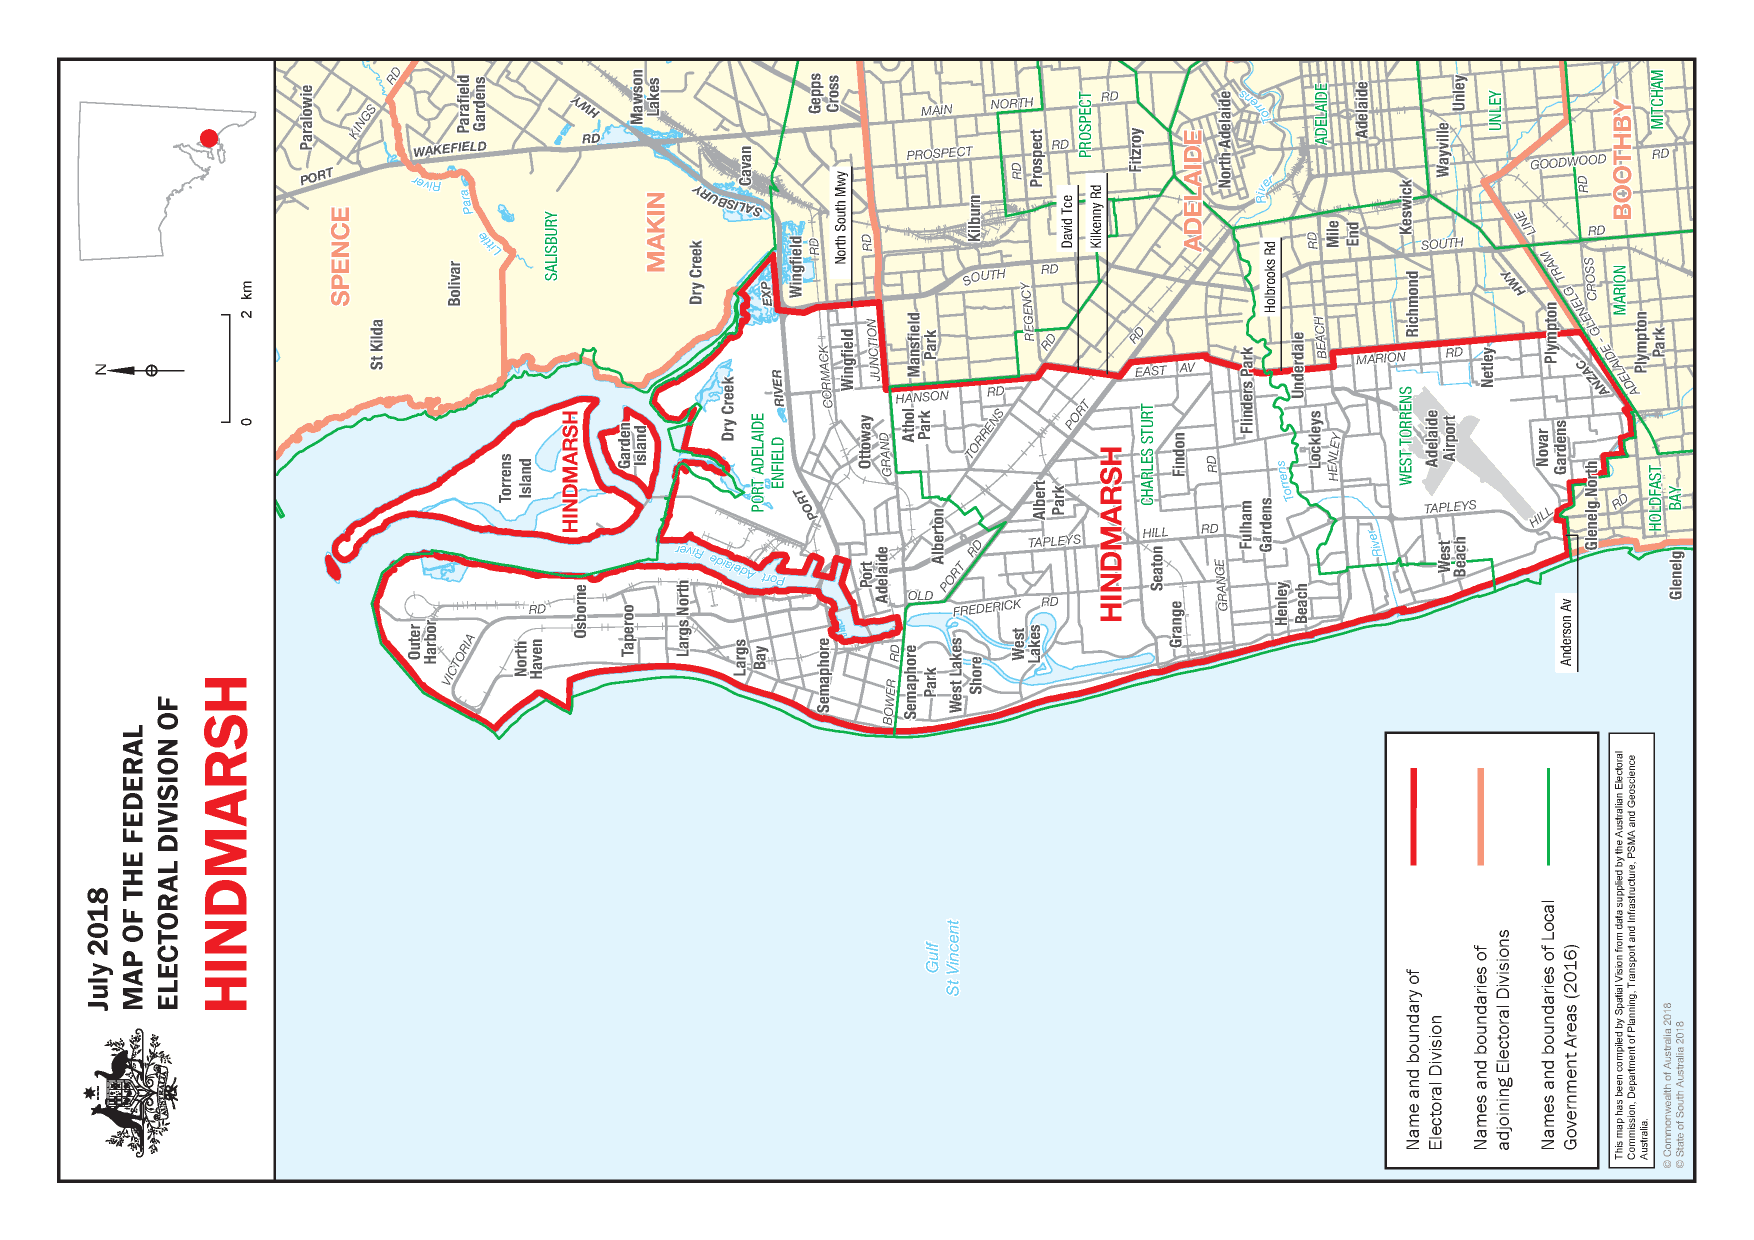 July 2018
MAP OF THE FEDERAL
ELECTORAL DIVISION OF
HINDMARSH
N
0
2 km
SPENCE
MAKIN
SALISBURY
Paralowie
KINGS
RD
Parafield
Gardens
PORT
WAKEFIELD
RD
HWY
Mawson
Lakes
Gepps
Cross
River
Para
Little
Bolivar
St Kilda
Dry Creek
SALISBURY
HWY
Cavan
EXP
Wingfield
RD
North South Mwy
RD
MAIN
NORTH
RD
PROSPECT
RD
PROSPECT
RD
Prospect
Fitzroy
Kilburn
David Tce
Kilkenny Rd
SOUTH
RD
REGENCY
RD
ADELAIDE
North Adelaide
Torrens
River
ADELAIDE
Adelaide
Unley
UNLEY
Wayville
BOOTHBY
MITCHAM
GOODWOOD
RD
RD
Keswick
Mile
End
RD
SOUTH
RD
LINE
TRAM
GLENELG
CROSS
MARION
Holbrooks Rd
Richmond
HWY
Plympton
Plympton
Park
ADELAIDE
ANZAC
Netley
MARION
RD
BEACH
Underdale
Flinders Park
EAST
AV
RD
Mansfield
Park
JUNCTION
Wingfield
CORMACK
RIVER
Dry Creek
PORT ADELAIDE
ENFIELD
Torrens
Island
HINDMARSH
Garden
Island
Ottoway
GRAND
Athol
Park
HANSON
RD
TORRENS
PORT
HINDMARSH
CHARLES STURT
Findon
RD
Lockleys
HENLEY
Torrens
WEST TORRENS
Adelaide
Airport
Novar
Gardens
Glenelg North
RD
HOLDFAST
BAY
HILL
TAPLEYS
Glenelg
PORT
Alberton
Albert
Park
TAPLEYS
HILL
RD
Fulham
Gardens
River
West
Beach
Port
Adelaide
PORT
RD
OLD
FREDERICK
RD
Seaton
GRANGE
Grange
Henley
Beach
Port Adelaide River
Outer
Harbor
VICTORIA
RD
North
Haven
Osborne
Taperoo
Largs North
Largs
Bay
Semaphore
BOWER
RD
Semaphore
Park
West Lakes
Shore
West
Lakes
Anderson Av
Gulf
St Vincent
Name and boundary of
Electoral Division
Names and boundaries of
adjoining Electoral Divisions
Names and boundaries of Local
Government Areas (2016)
This map has been compiled by Spatial Vision from data supplied by the Australian Electoral
Commission, Department of Planning, Transport and Infrastructure, PSMA and Geoscience
Australia.
© Commonwealth of Australia 2018
© State of South Australia 2018